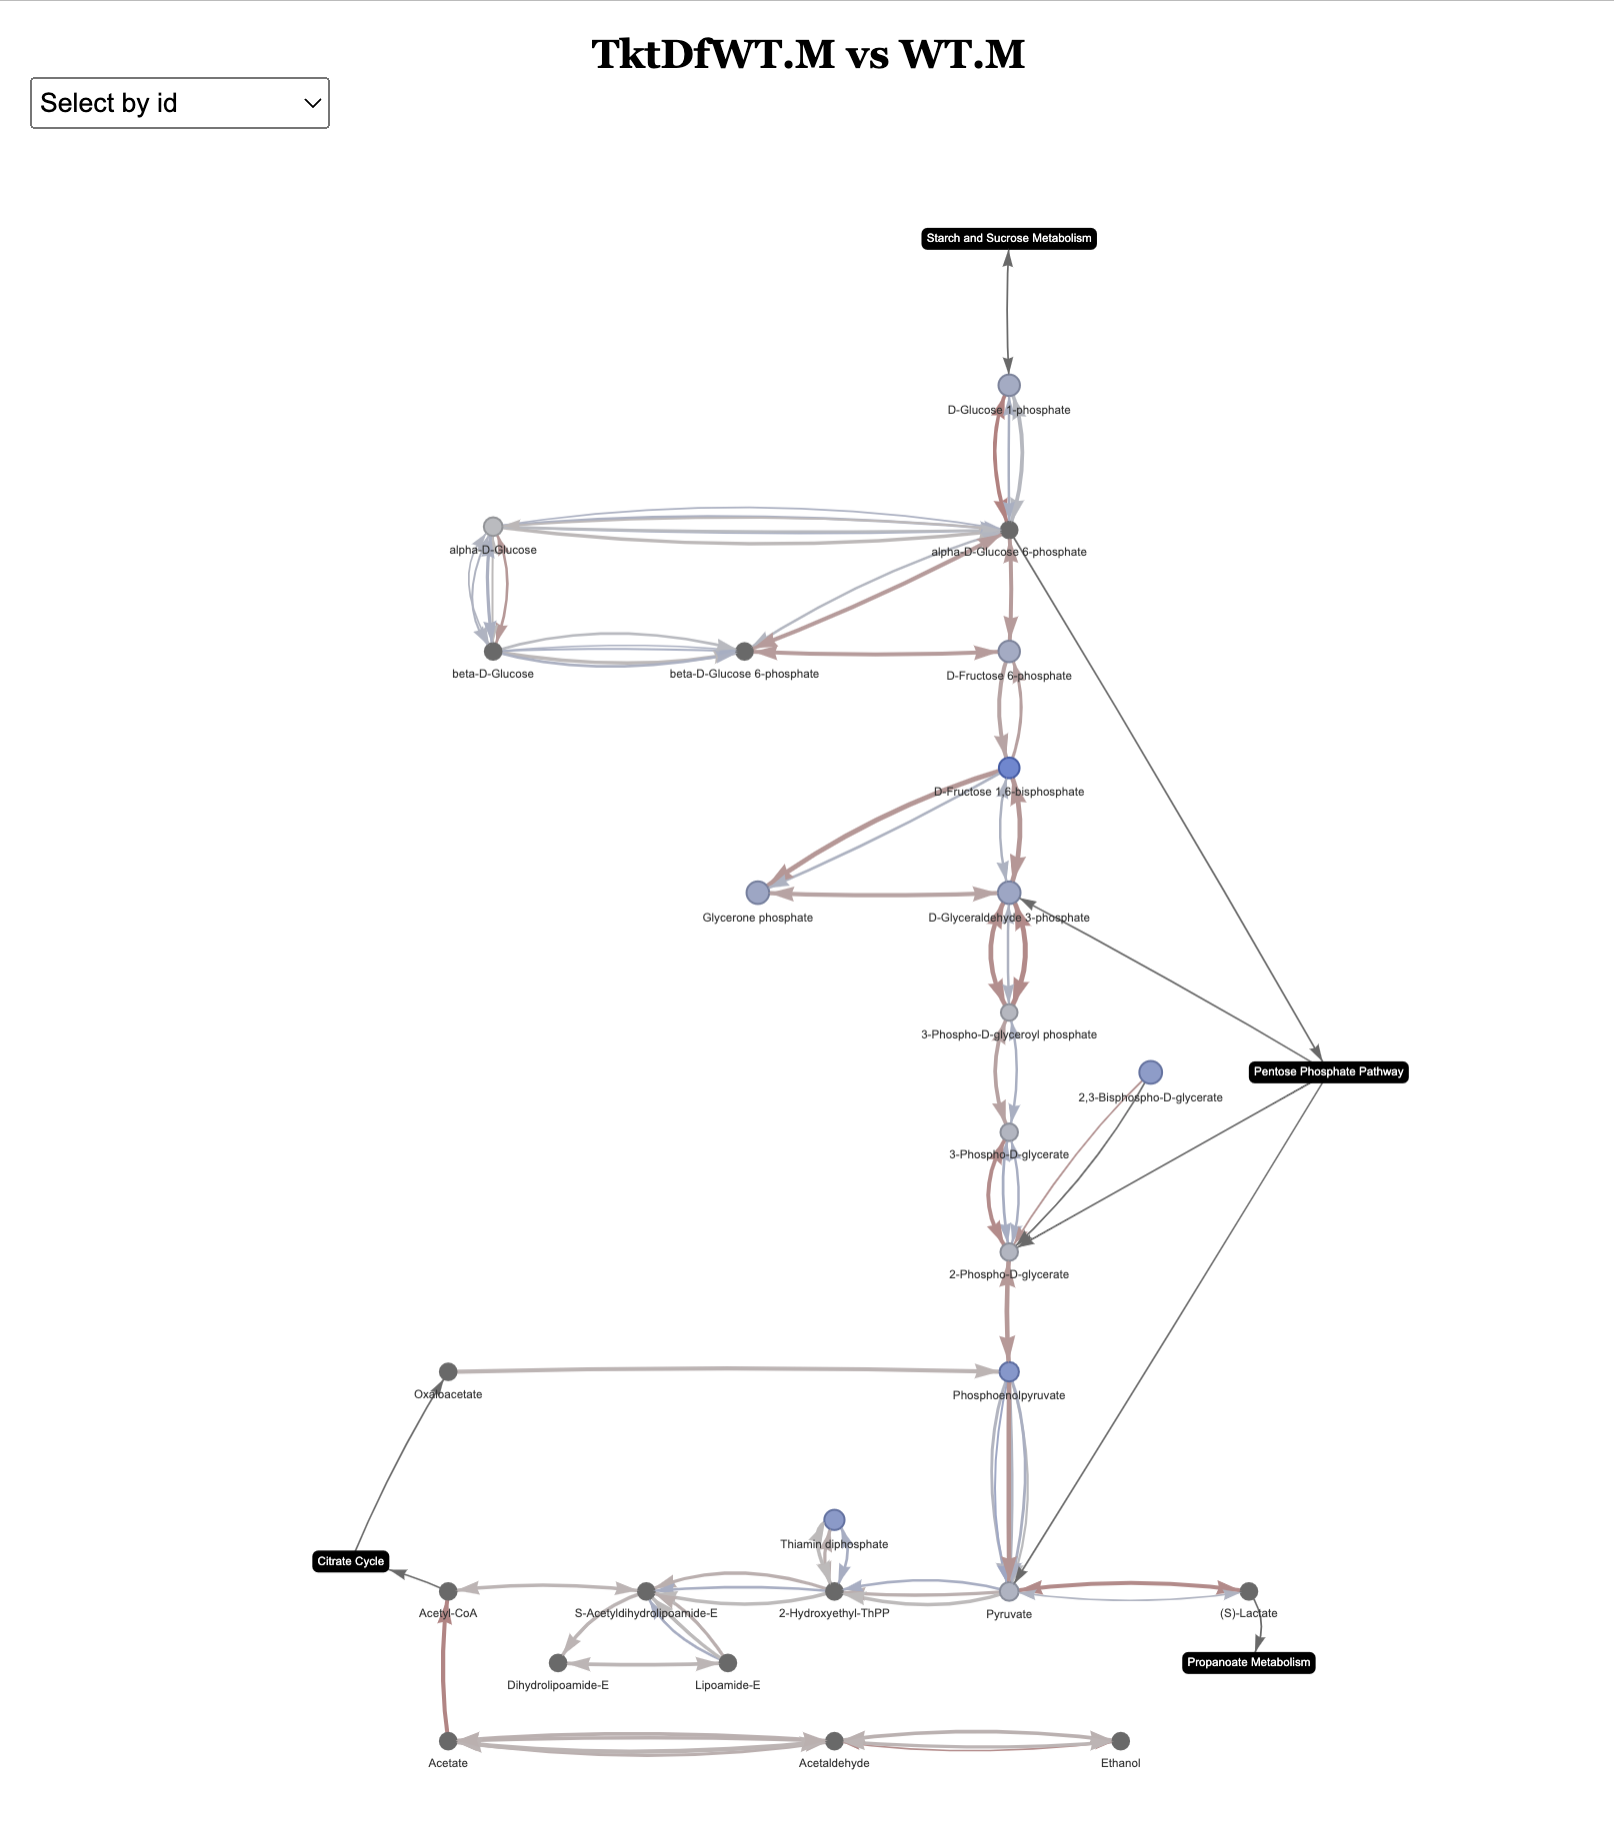 TktDfWT.M vs WT.M
Select by id
Starch and Sucrose Metabolism
D-Glucose 1-phosphate
alpha-D-Glucose
alpha-D-Glucose 6-phosphate
beta-D-Glucose
beta-D-Glucose 6-phosphate
D-Fructose 6-phosphate
D-Fructose 1,6-bisphosphate
Glycerone phosphate
D-Glyceraldehyde 3-phosphate
3-Phospho-D-glyceroyl phosphate
Pentose Phosphate Pathway
2,3-Bisphospho-D-glycerate
3-Phospho-D-glycerate
2-Phospho-D-glycerate
Oxaloacetate
Phosphoenolpyruvate
Thiamin diphosphate
Citrate Cycle
Acetyl-CoA
S-Acetyldihydrolipoamide-E
2-Hydroxyethyl-ThPP
Pyruvate
(S)-Lactate
Propanoate Metabolism
Dihydrolipoamide-E
Lipoamide-E
Acetate
Acetaldehyde
Ethanol